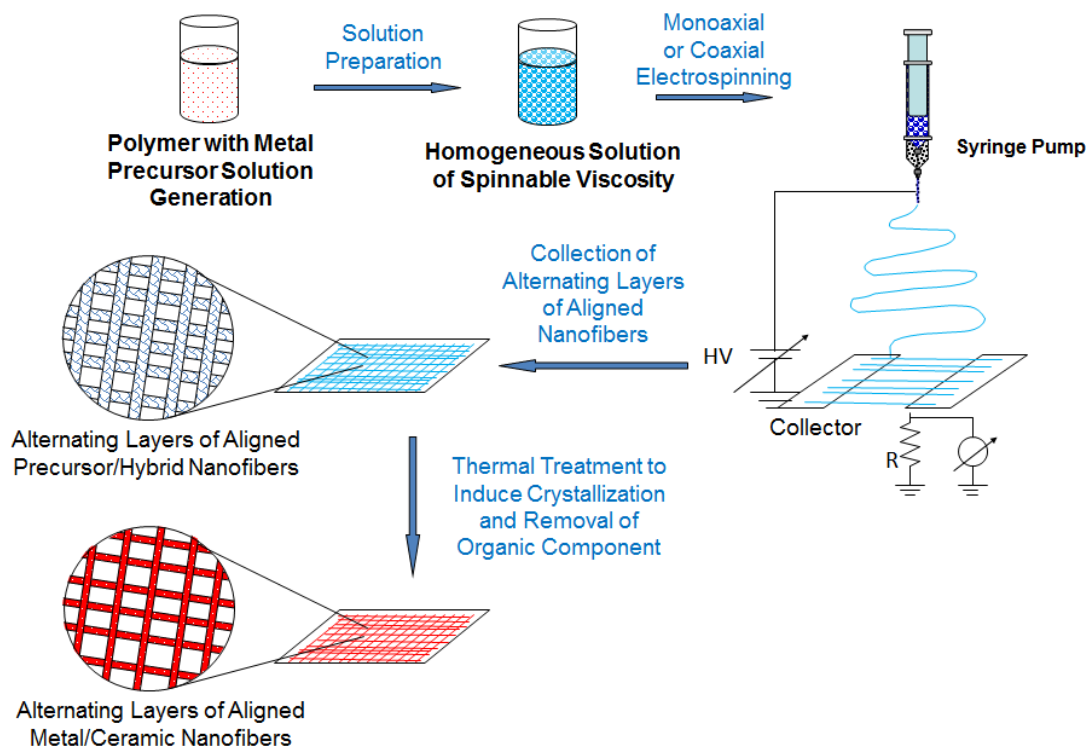 Solution
Preparation
Monoaxial
or Coaxial
Electrospinning
Polymer with Metal
Precursor Solution
Generation
Homogeneous Solution
of Spinnable Viscosity
Syringe Pump
Collection of
Alternating Layers
of Aligned
Nanofibers
HV
Collector
R
Alternating Layers of Aligned
Precursor/Hybrid Nanofibers
Thermal Treatment to
Induce Crystallization
and Removal of
Organic Component
Alternating Layers of Aligned
Metal/Ceramic Nanofibers